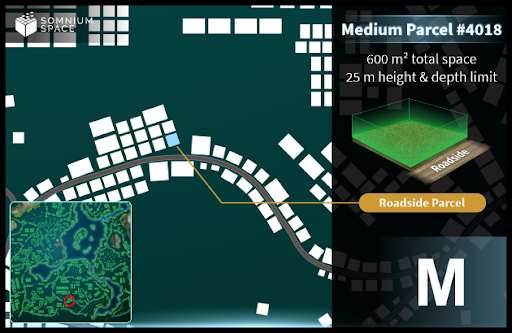 SOMNIUM
SPACE
Medium Parcel #4018
600 m² total space
25 m height & depth limit
Roadside
Roadside Parcel
M